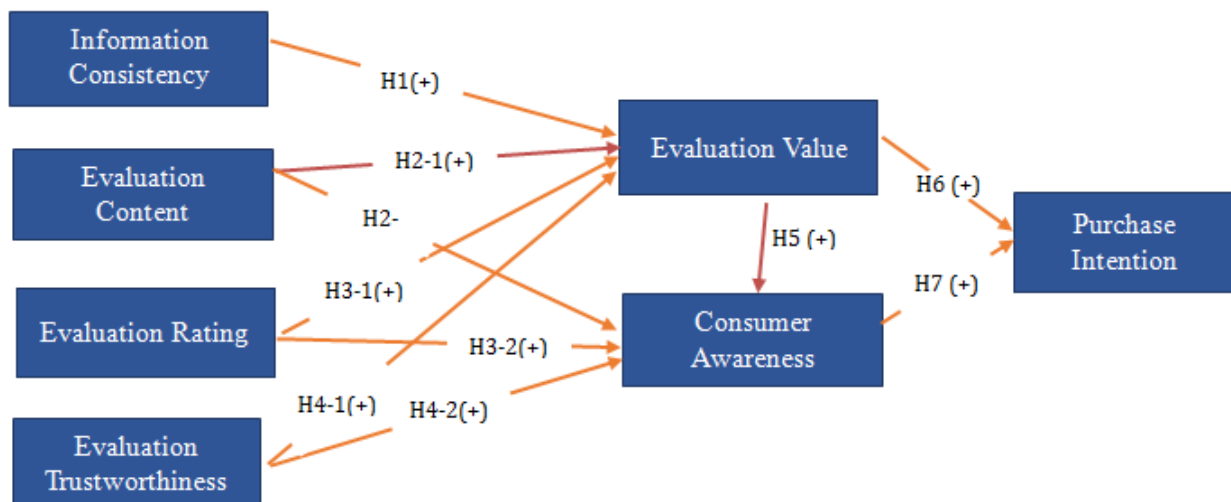 Information
Consistency
H1(+)
Evaluation Value
H2-1(+)
Evaluation
Content
H6 (+)
H2-
Purchase
Intention
H5 (+)
H3-1(+)
H7 (+)
Evaluation Rating
H3-2(+)
Consumer
Awareness
H4-1(+)
H4-2(+)
Evaluation
Trustworthiness